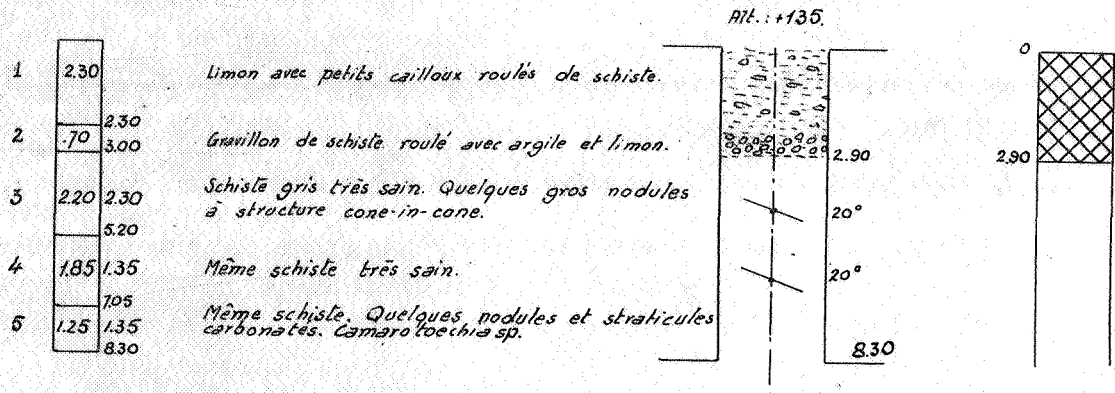 Alt.: +135.
1 2.30 Limon avec petits cailloux roulés de schiste.
2.30
2 .70 Gravillon de schiste roulé avec argile et limon.
3.00
3 2.20 2.30 Schiste gris très sain. Quelques gros nodules
à structure cone-in-cone.
5.20
4 1.85 1.35 Même schiste très sain.
7.05
5 1.25 1.35 Même schiste. Quelques nodules et straticules
carbonatés. Camarotoechia sp.
8.30
2.90
20°
20°
8.30
0
2.90